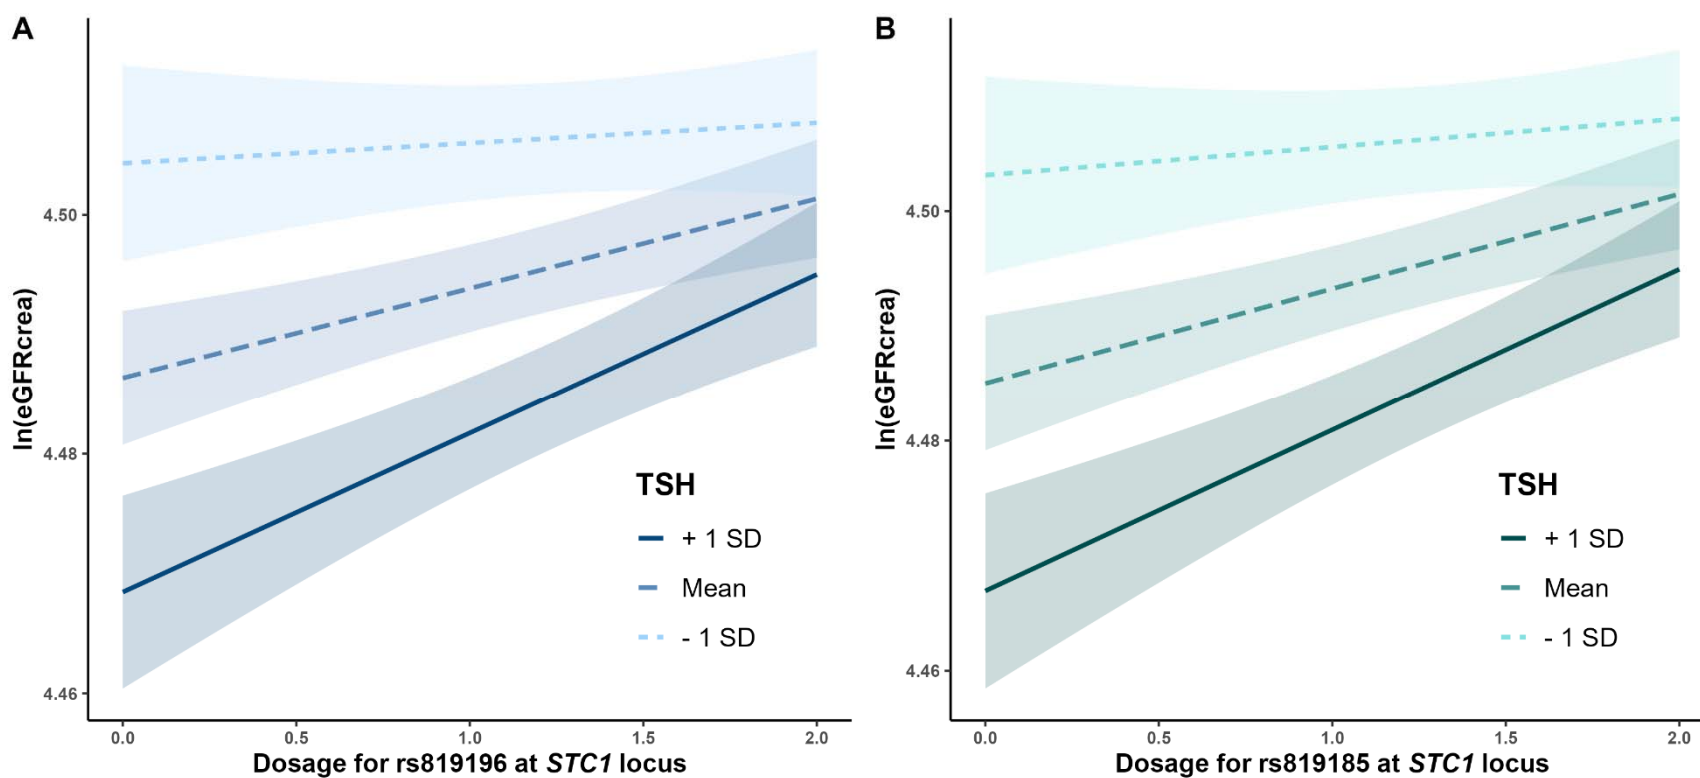 A
ln(eGFRcrea)
4.50
4.48
4.46
TSH
+ 1 SD
Mean
- 1 SD
0.0 0.5 1.0 1.5 2.0
Dosage for rs819196 at STC1 locus
B
ln(eGFRcrea)
4.50
4.48
4.46
TSH
+ 1 SD
Mean
- 1 SD
0.0 0.5 1.0 1.5 2.0
Dosage for rs819185 at STC1 locus